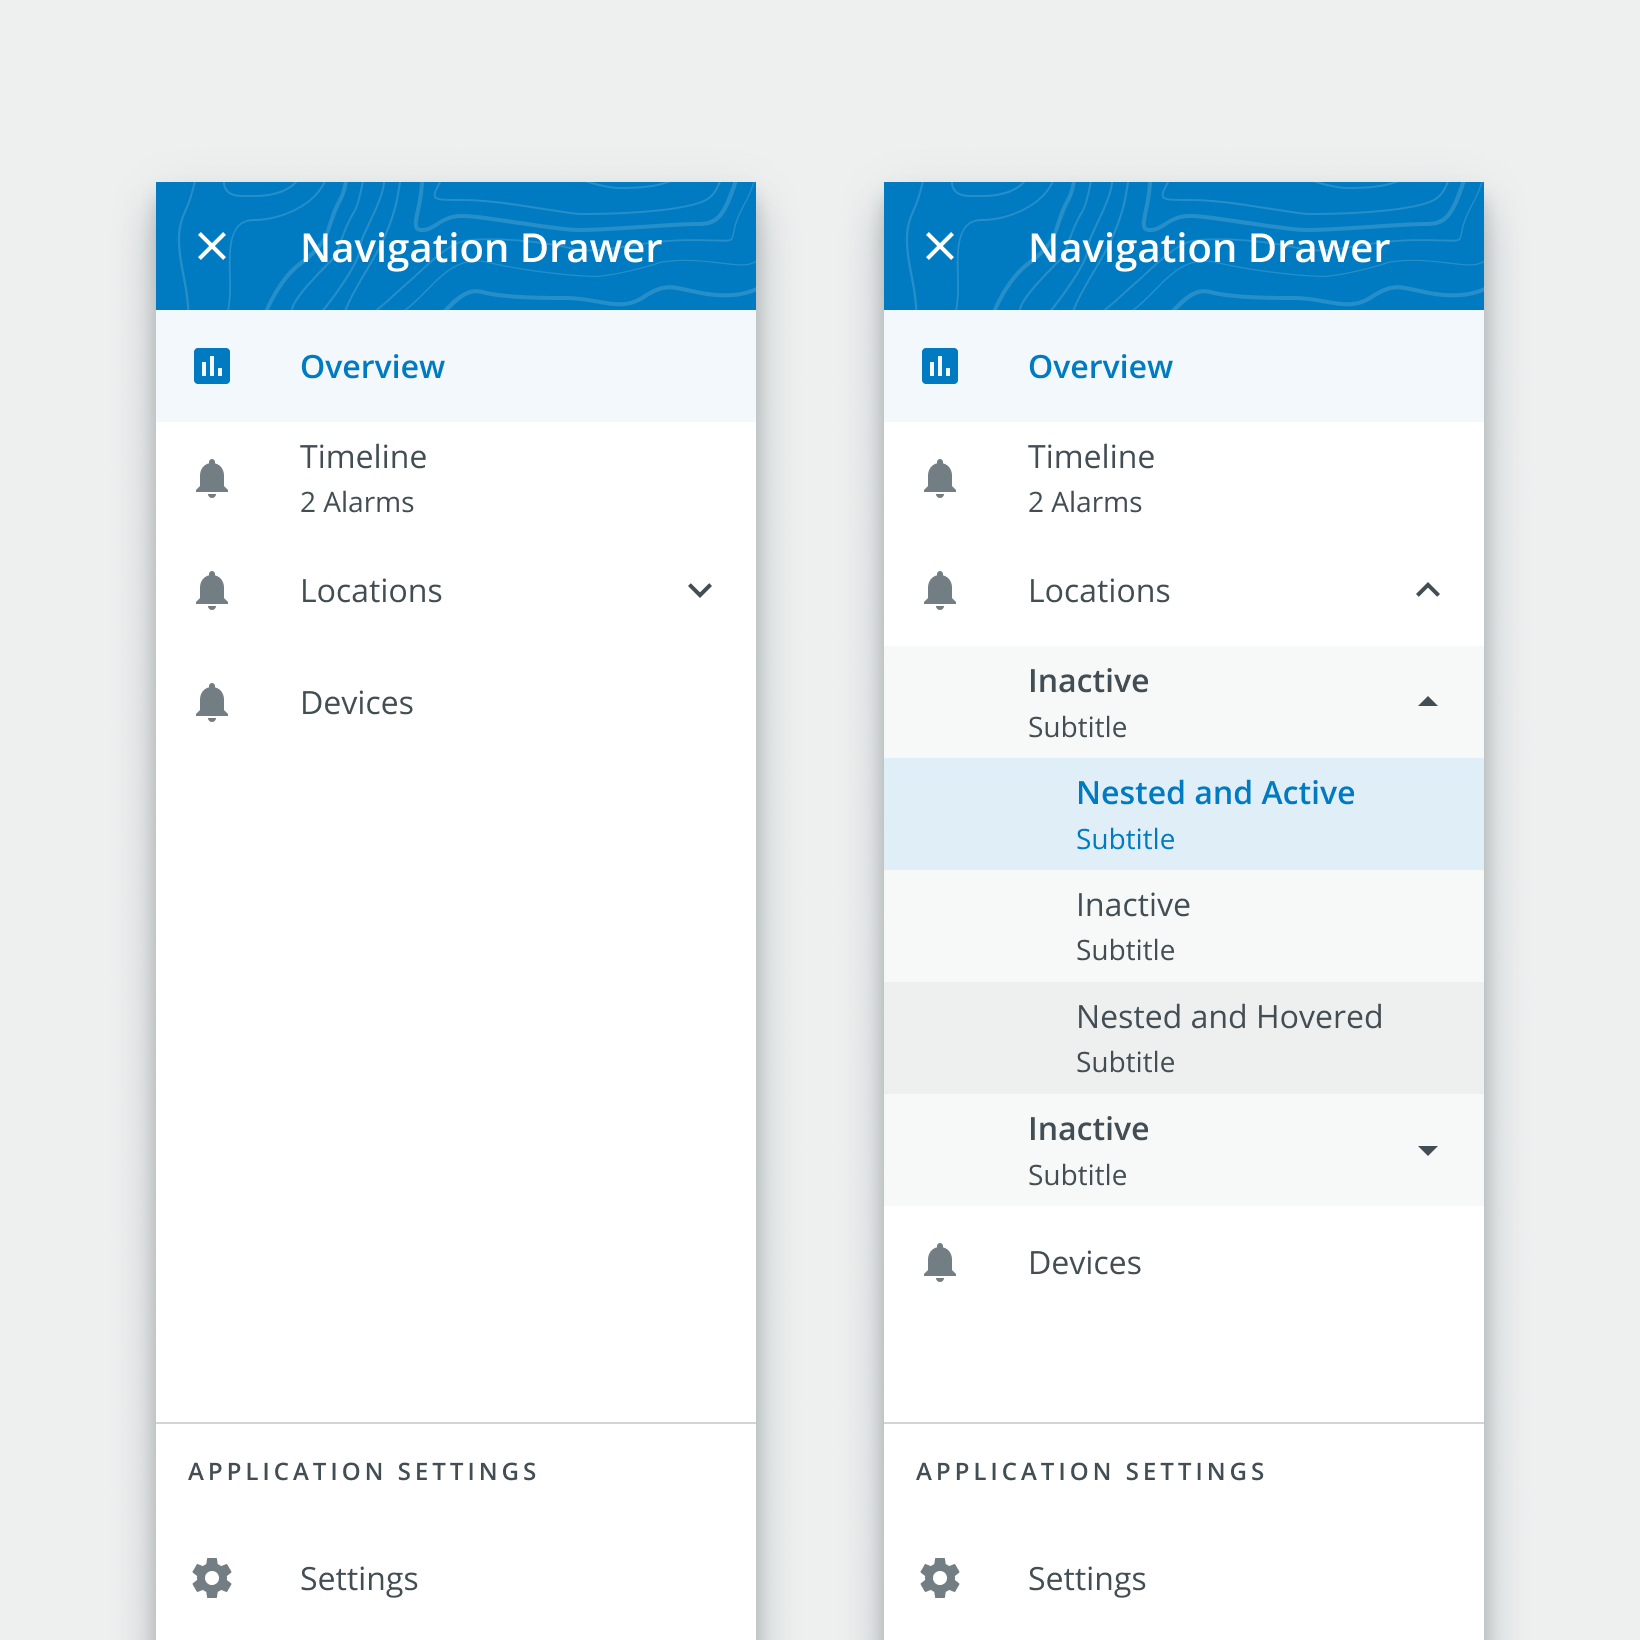 Navigation Drawer
Overview
Timeline
2 Alarms
Locations
Devices
APPLICATION SETTINGS
Settings
Navigation Drawer
Overview
Timeline
2 Alarms
Locations
Inactive
Subtitle
Nested and Active
Subtitle
Inactive
Subtitle
Nested and Hovered
Subtitle
Inactive
Subtitle
Devices
APPLICATION SETTINGS
Settings